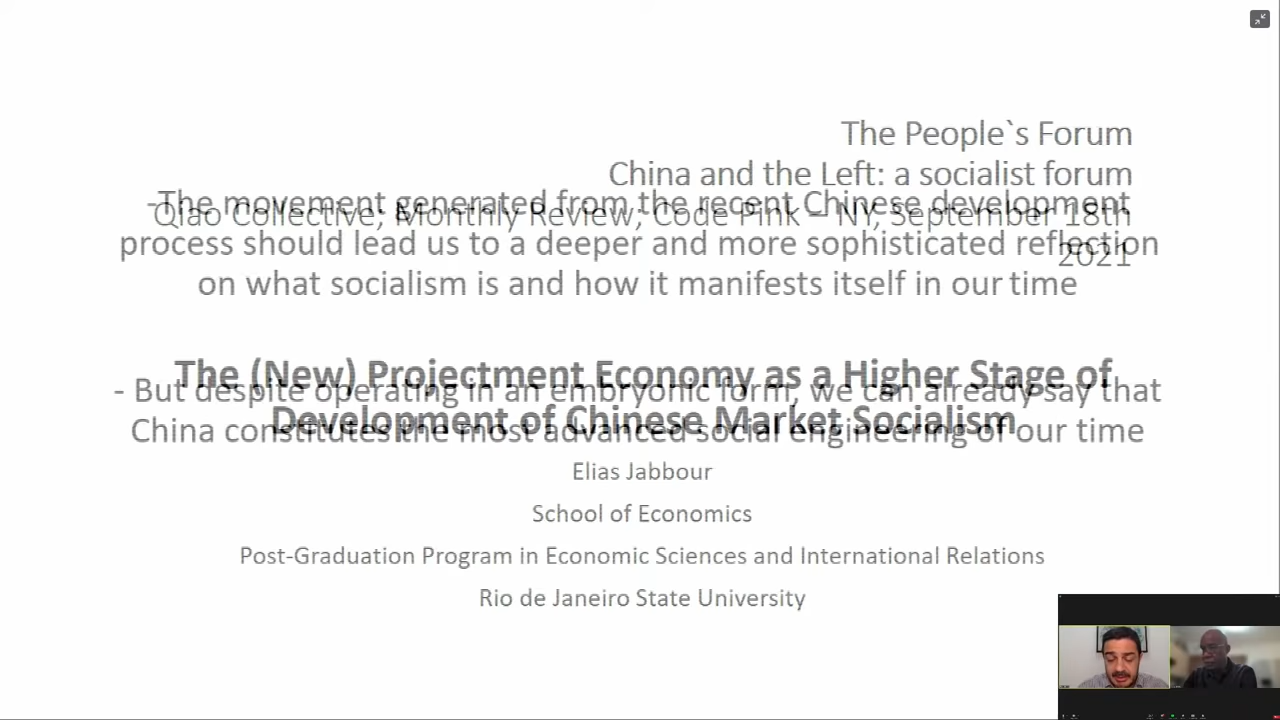 The People`s Forum
China and the Left: a socialist forum
Qiao Collective; Monthly Review; Code Pink – NY, September 18th
2021
-The movement generated from the recent Chinese development
process should lead us to a deeper and more sophisticated reflection
on what socialism is and how it manifests itself in our time
The (New) Projectment Economy as a Higher Stage of
Development of Chinese Market Socialism
- But despite operating in an embryonic form, we can already say that
China constitutes the most advanced social engineering of our time
Elias Jabbour
School of Economics
Post-Graduation Program in Economic Sciences and International Relations
Rio de Janeiro State University